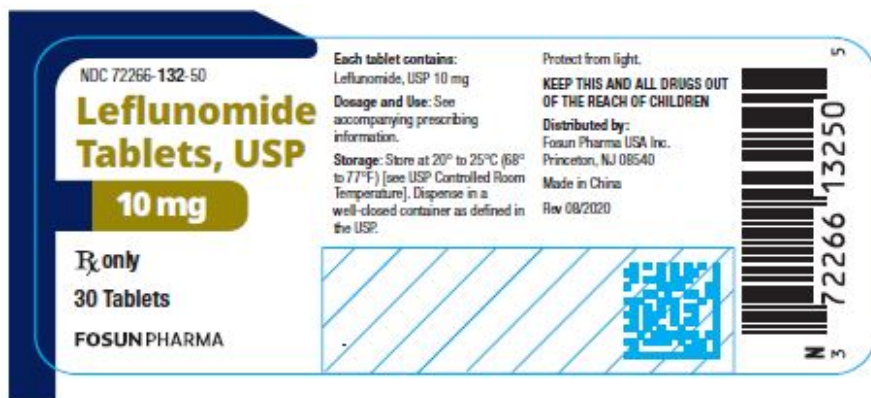 NDC 72266-132-50
Leflunomide
Tablets, USP
10 mg
Rx only
30 Tablets
FOSUN PHARMA
Each tablet contains:
Leflunomide, USP 10 mg
Dosage and Use: See
accompanying prescribing
information.
Storage: Store at 20° to 25°C (68°
to 77°F) [see USP Controlled Room
Temperature]. Dispense in a
well-closed container as defined in
the USP.
Protect from light.
KEEP THIS AND ALL DRUGS OUT
OF THE REACH OF CHILDREN
Distributed by:
Fosun Pharma USA Inc.
Princeton, NJ 08540
Made in China
Rev 08/2020
N 3 72266 13250 5